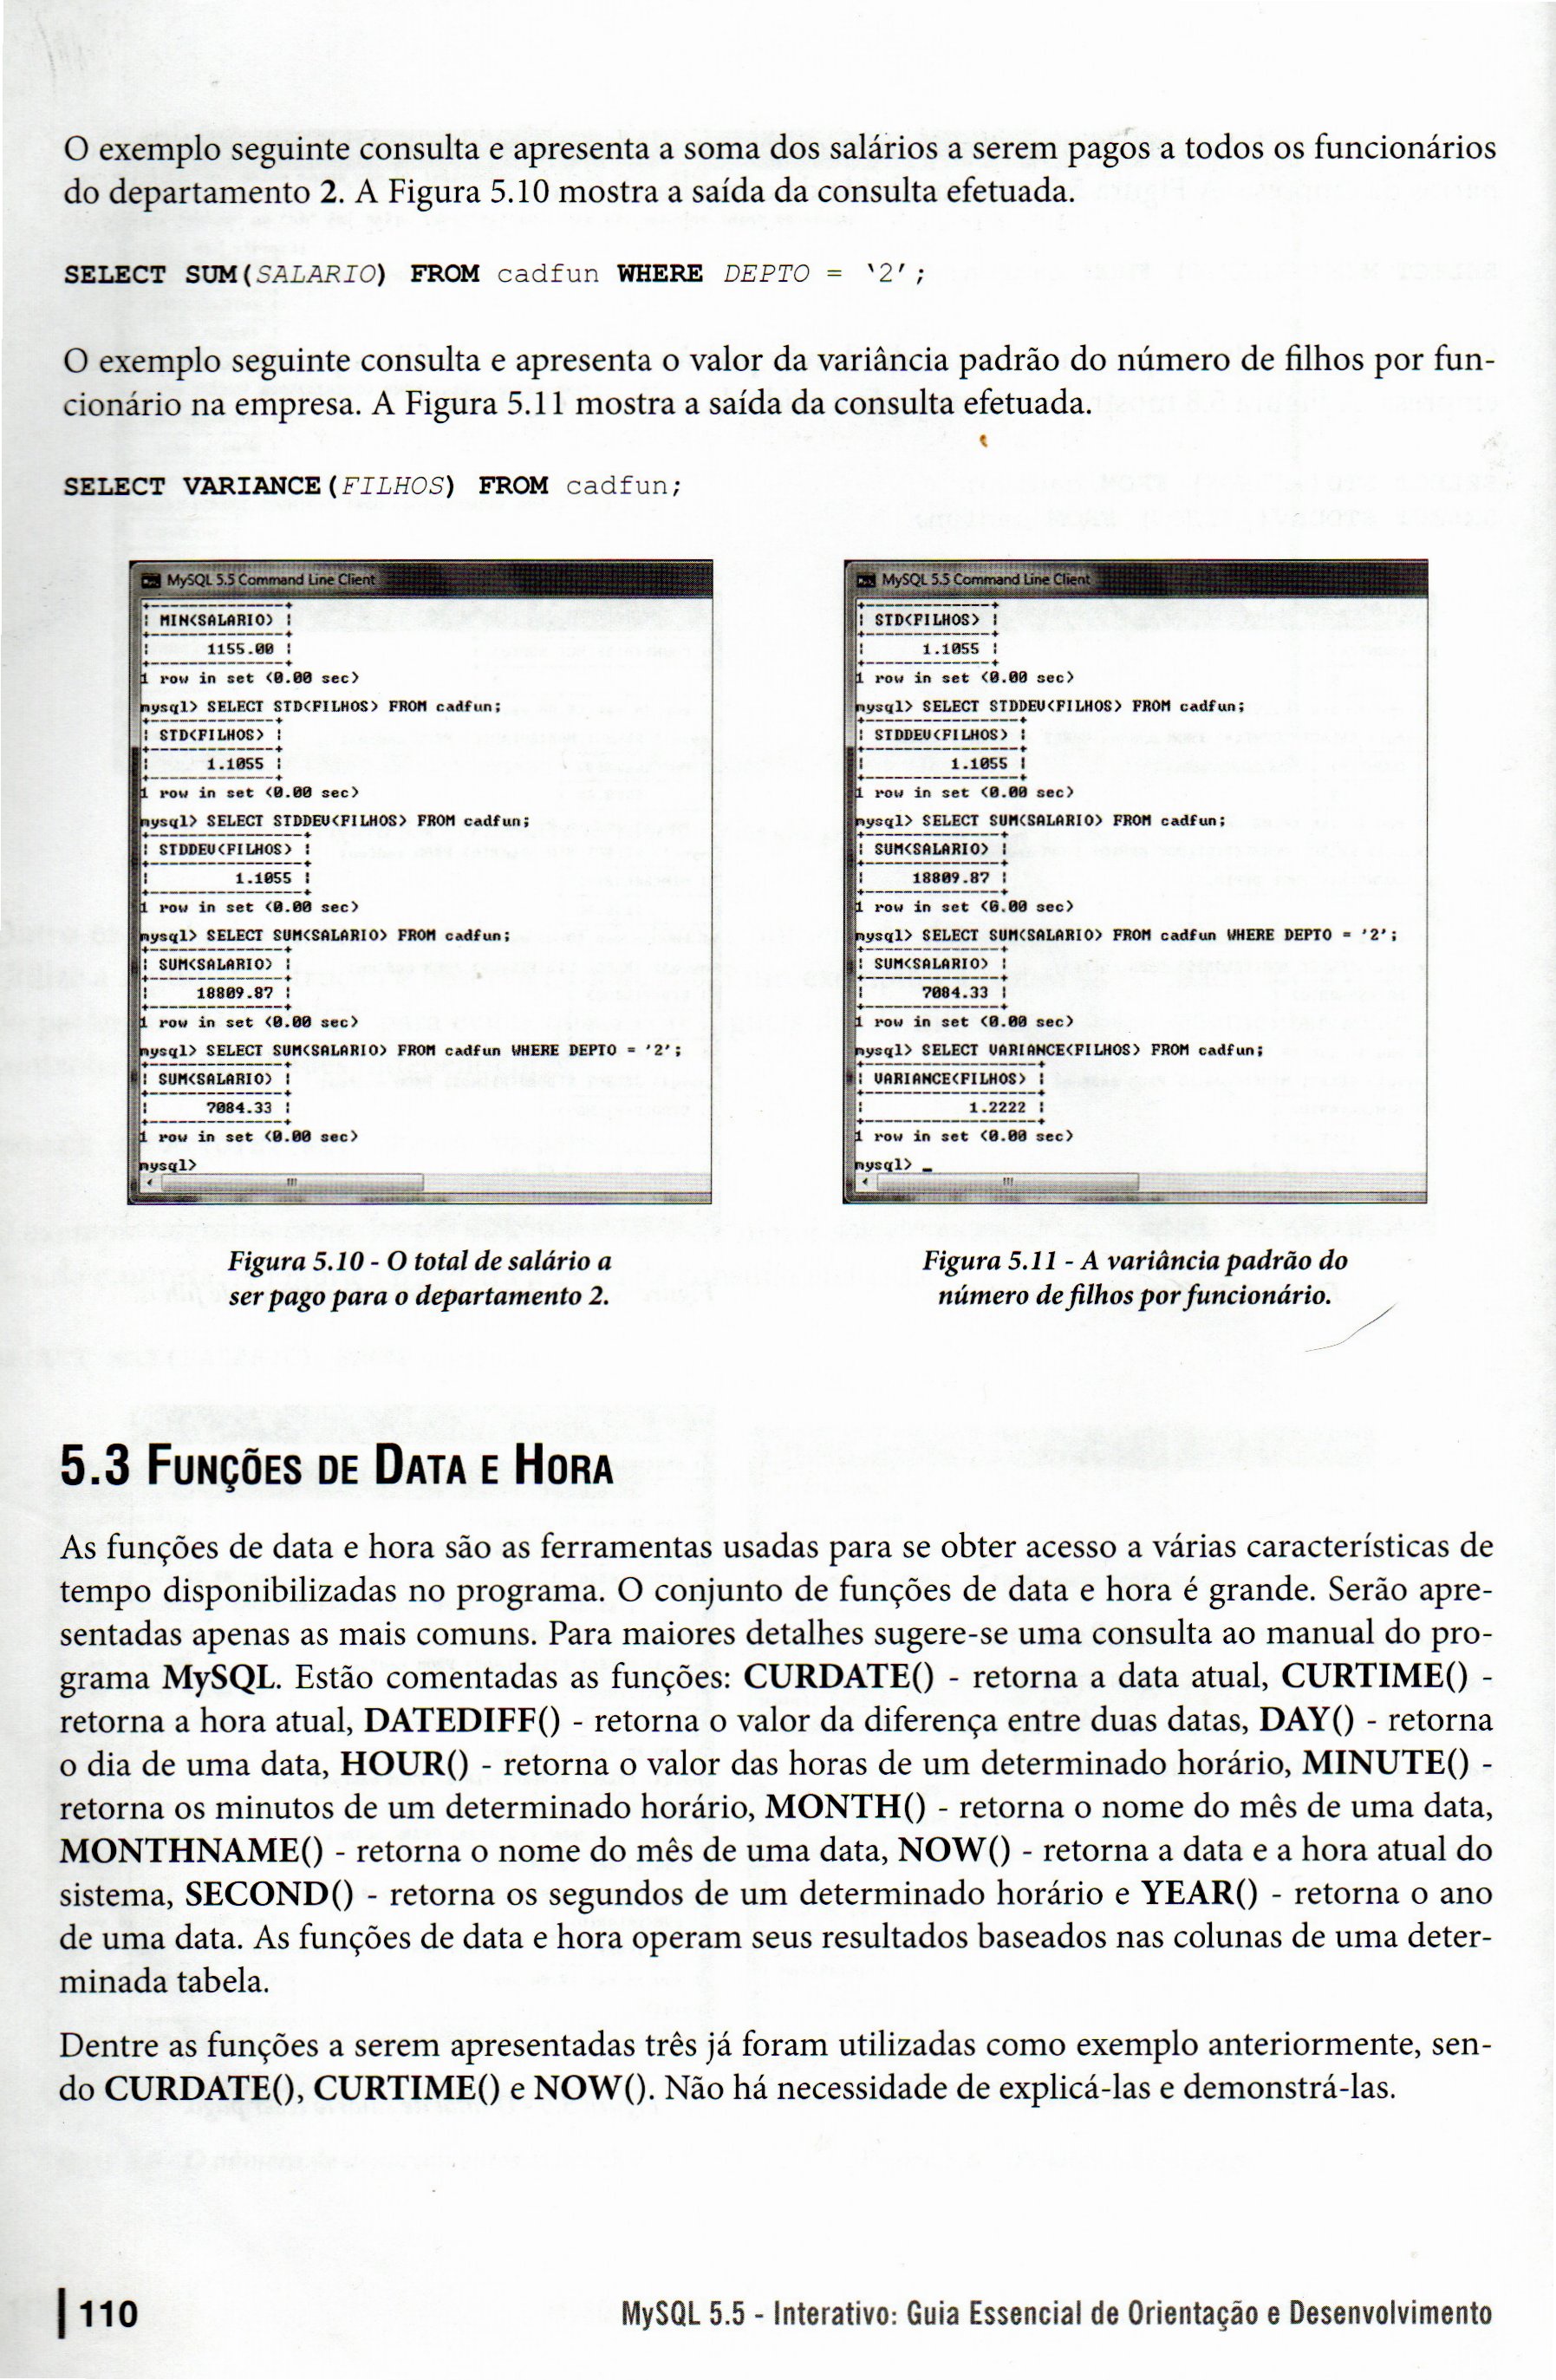 O exemplo seguinte consulta e apresenta a soma dos salários a serem pagos a todos os funcionários
do departamento 2. A Figura 5.10 mostra a saída da consulta efetuada.
SELECT SUM(SALARIO) FROM cadfun WHERE DEPTO = '2';
O exemplo seguinte consulta e apresenta o valor da variância padrão do número de filhos por fun-
cionário na empresa. A Figura 5.11 mostra a saída da consulta efetuada.
SELECT VARIANCE(FILHOS) FROM cadfun;
MySQL 5.5 Command Line Client
MIN(SALARIO)
1155.00
1 row in set (0.00 sec)
mysql> SELECT STD(FILHOS) FROM cadfun;
STD(FILHOS)
1.1055
1 row in set (0.00 sec)
mysql> SELECT STDDEV(FILHOS) FROM cadfun;
STDDEV(FILHOS)
1.1055
1 row in set (0.00 sec)
mysql> SELECT SUM(SALARIO) FROM cadfun;
SUM(SALARIO)
18809.87
1 row in set (0.00 sec)
mysql> SELECT SUM(SALARIO) FROM cadfun WHERE DEPTO = '2';
SUM(SALARIO)
7084.33
1 row in set (0.00 sec)
mysql>
MySQL 5.5 Command Line Client
STD(FILHOS)
1.1055
1 row in set (0.00 sec)
mysql> SELECT STDDEV(FILHOS) FROM cadfun;
STDDEV(FILHOS)
1.1055
1 row in set (0.00 sec)
mysql> SELECT SUM(SALARIO) FROM cadfun;
SUM(SALARIO)
18809.87
1 row in set (0.00 sec)
mysql> SELECT SUM(SALARIO) FROM cadfun WHERE DEPTO = '2';
SUM(SALARIO)
7084.33
1 row in set (0.00 sec)
mysql> SELECT VARIANCE(FILHOS) FROM cadfun;
VARIANCE(FILHOS)
1.2222
1 row in set (0.00 sec)
mysql> _
Figura 5.10 - O total de salário a
ser pago para o departamento 2.
Figura 5.11 - A variância padrão do
número de filhos por funcionário.
5.3 FUNÇÕES DE DATA E HORA
As funções de data e hora são as ferramentas usadas para se obter acesso a várias características de
tempo disponibilizadas no programa. O conjunto de funções de data e hora é grande. Serão apre-
sentadas apenas as mais comuns. Para maiores detalhes sugere-se uma consulta ao manual do pro-
grama MySQL. Estão comentadas as funções: CURDATE() - retorna a data atual, CURTIME() -
retorna a hora atual, DATEDIFF() - retorna o valor da diferença entre duas datas, DAY() - retorna
o dia de uma data, HOUR() - retorna o valor das horas de um determinado horário, MINUTE() -
retorna os minutos de um determinado horário, MONTH() - retorna o nome do mês de uma data,
MONTHNAME() - retorna o nome do mês de uma data, NOW() - retorna a data e a hora atual do
sistema, SECOND() - retorna os segundos de um determinado horário e YEAR() - retorna o ano
de uma data. As funções de data e hora operam seus resultados baseados nas colunas de uma deter-
minada tabela.
Dentre as funções a serem apresentadas três já foram utilizadas como exemplo anteriormente, sen-
do CURDATE(), CURTIME() e NOW(). Não há necessidade de explicá-las e demonstrá-las.
110
MySQL 5.5 - Interativo: Guia Essencial de Orientação e Desenvolvimento